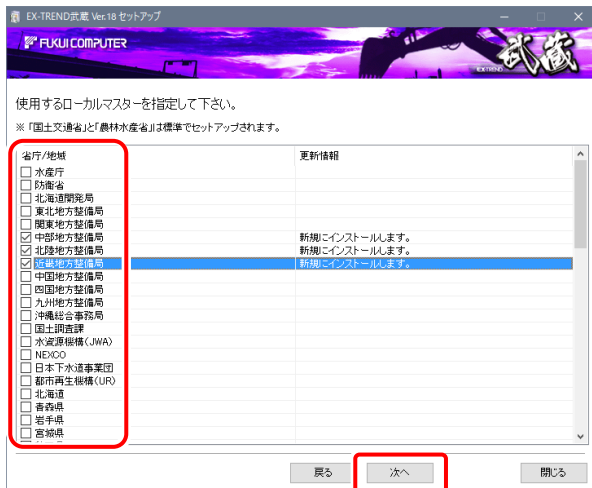 EX-TREND武蔵 Ver.18 セットアップ
FUKUI COMPUTER
EX-TREND 武蔵
使用するローカルマスターを指定して下さい。
※「国土交通省」と「農林水産省」は標準でセットアップされます。
省庁/地域 更新情報
水産庁
防衛省
北海道開発局
東北地方整備局
関東地方整備局
中部地方整備局 新規にインストールします。
北陸地方整備局 新規にインストールします。
近畿地方整備局 新規にインストールします。
中国地方整備局
四国地方整備局
九州地方整備局
沖縄総合事務局
国土調査課
水資源機構(JWA)
NEXCO
日本下水道事業団
都市再生機構(UR)
北海道
青森県
岩手県
宮城県
戻る 次へ 閉じる